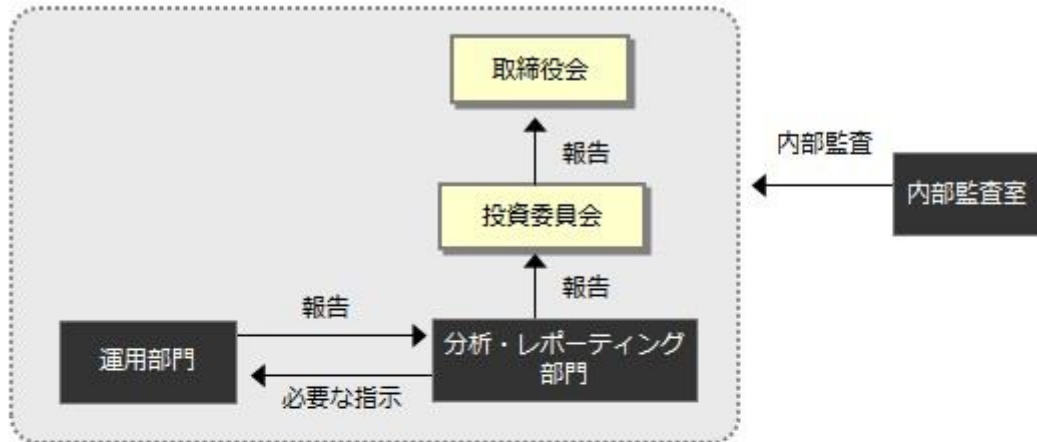 取締役会
内部監査
報告
内部監査室
投資委員会
報告
報告
運用部門
分析・レポーティング
部門
必要な指示